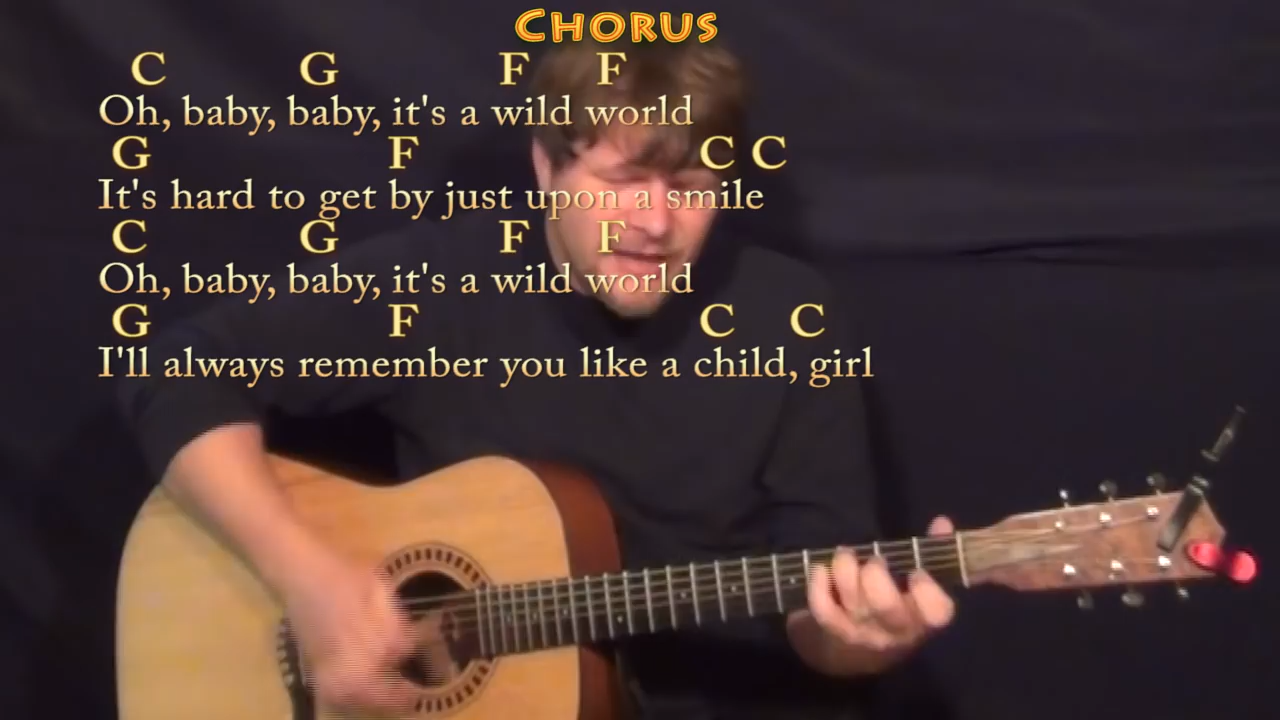 CHORUS
C G F F
Oh, baby, baby, it's a wild world
G F C C
It's hard to get by just upon a smile
C G F F
Oh, baby, baby, it's a wild world
G F C C
I'll always remember you like a child, girl